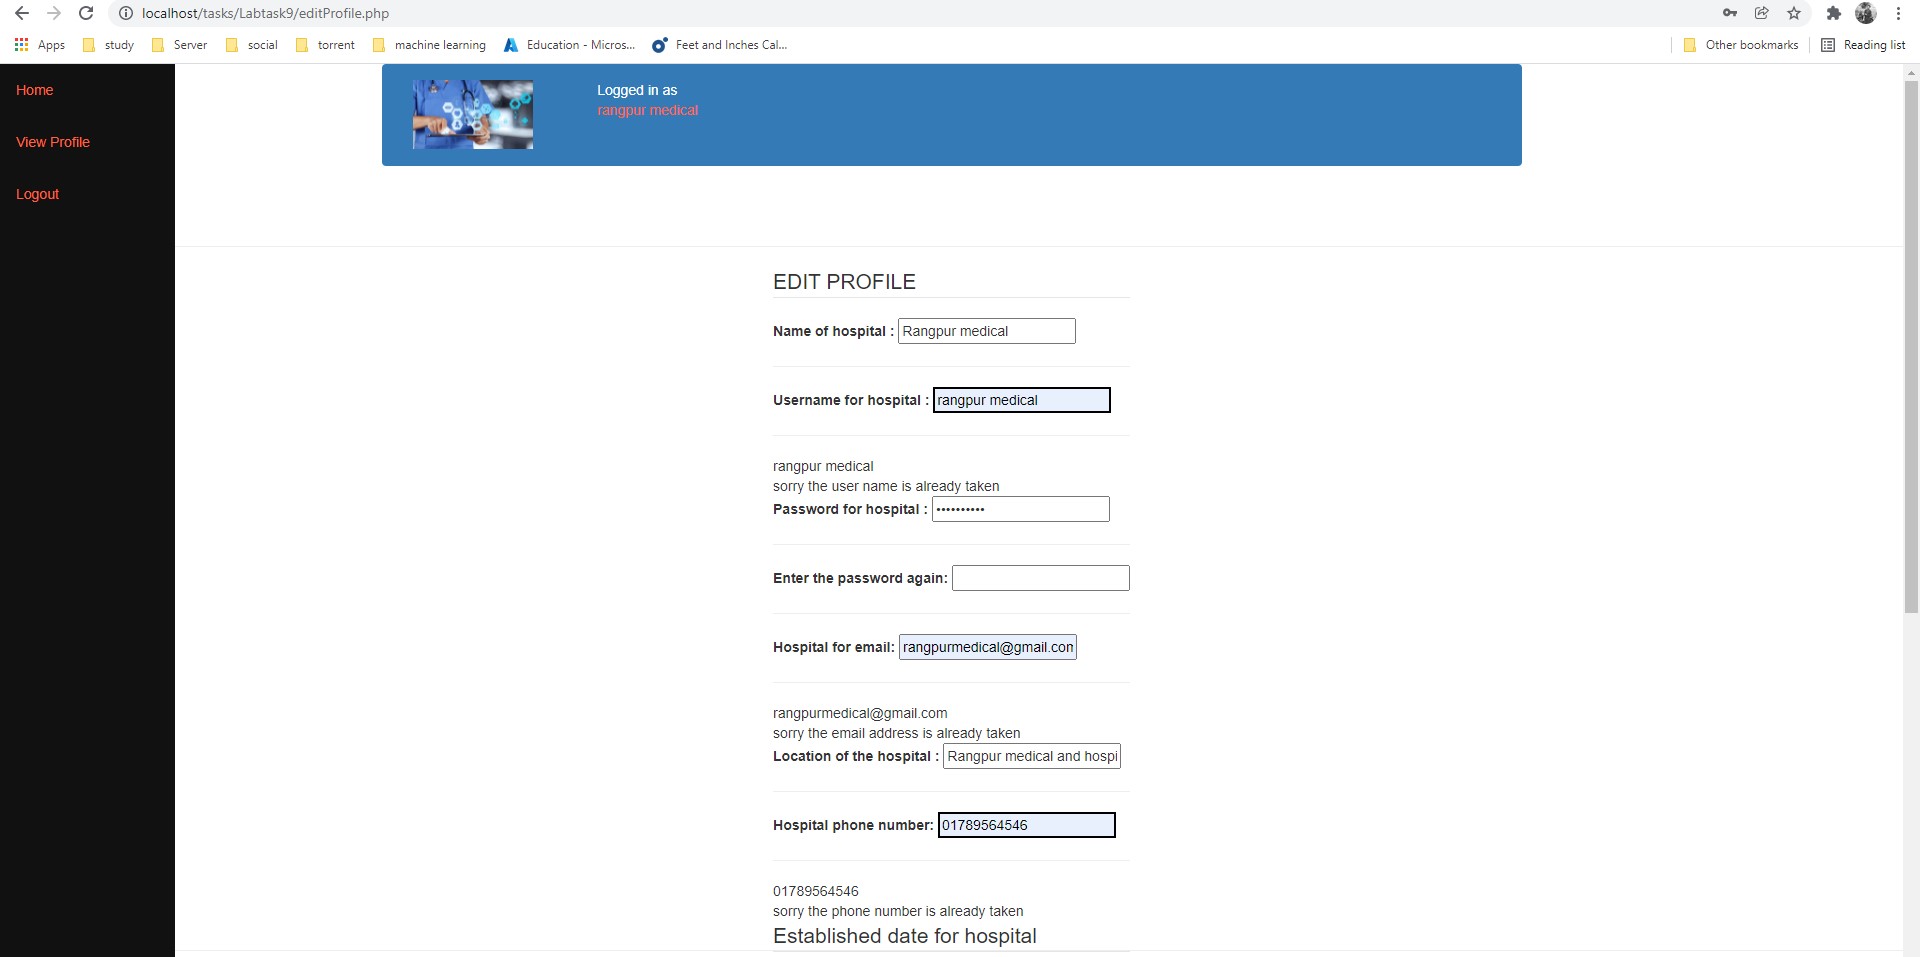 localhost/tasks/Labtask9/editProfile.php
Apps study Server social torrent machine learning Education - Micros... Feet and Inches Cal... Other bookmarks Reading list
Home
View Profile
Logout
Logged in as
rangpur medical
EDIT PROFILE
Name of hospital : Rangpur medical
Username for hospital : rangpur medical
rangpur medical
sorry the user name is already taken
Password for hospital : ••••••••••
Enter the password again:
Hospital for email: rangpurmedical@gmail.com
rangpurmedical@gmail.com
sorry the email address is already taken
Location of the hospital : Rangpur medical and hospi
Hospital phone number: 01789564546
01789564546
sorry the phone number is already taken
Established date for hospital